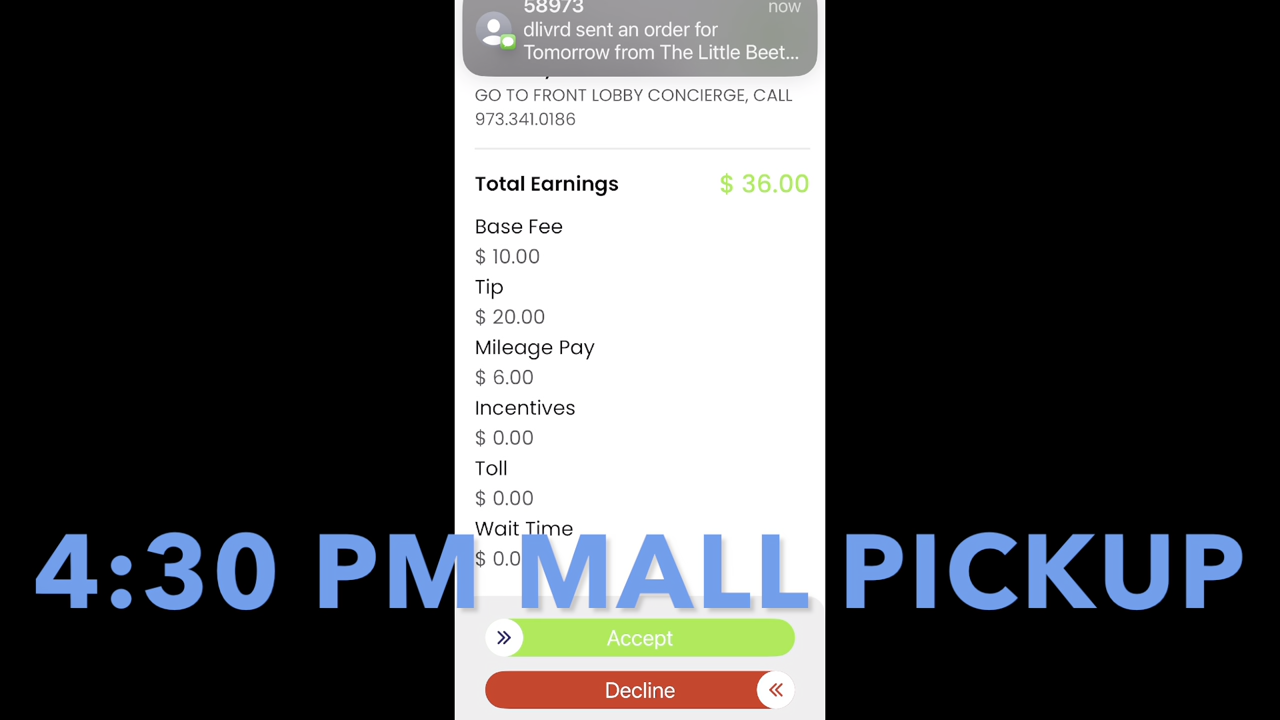 58973
now
dlivrd sent an order for
Tomorrow from The Little Beet...
GO TO FRONT LOBBY CONCIERGE, CALL
973.341.0186
Total Earnings
$ 36.00
Base Fee
$ 10.00
Tip
$ 20.00
Mileage Pay
$ 6.00
Incentives
$ 0.00
Toll
$ 0.00
Wait Time
$ 0.0
4:30 PM MALL PICKUP
Accept
Decline